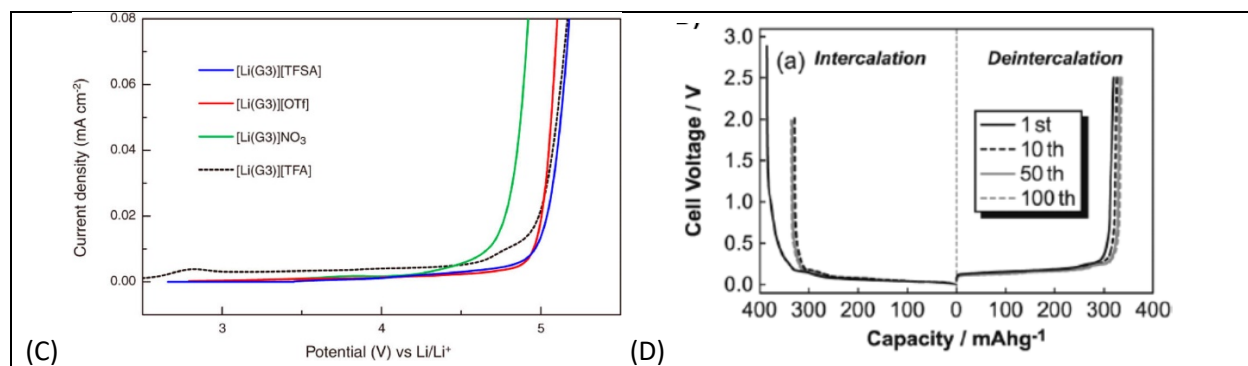 0.08
0.06
0.04
0.02
0.00
Current density (mA cm-2)
[Li(G3)][TFSA]
[Li(G3)][OTf]
[Li(G3)]NO3
[Li(G3)][TFA]
3 4 5
Potential (V) vs Li/Li+
(C)
3.0
2.5
2.0
1.5
1.0
0.5
0.0
Cell Voltage / V
(a) Intercalation Deintercalation
1 st
10 th
50 th
100 th
400 300 200 100 0 100 200 300 400
Capacity / mAhg-1
(D)